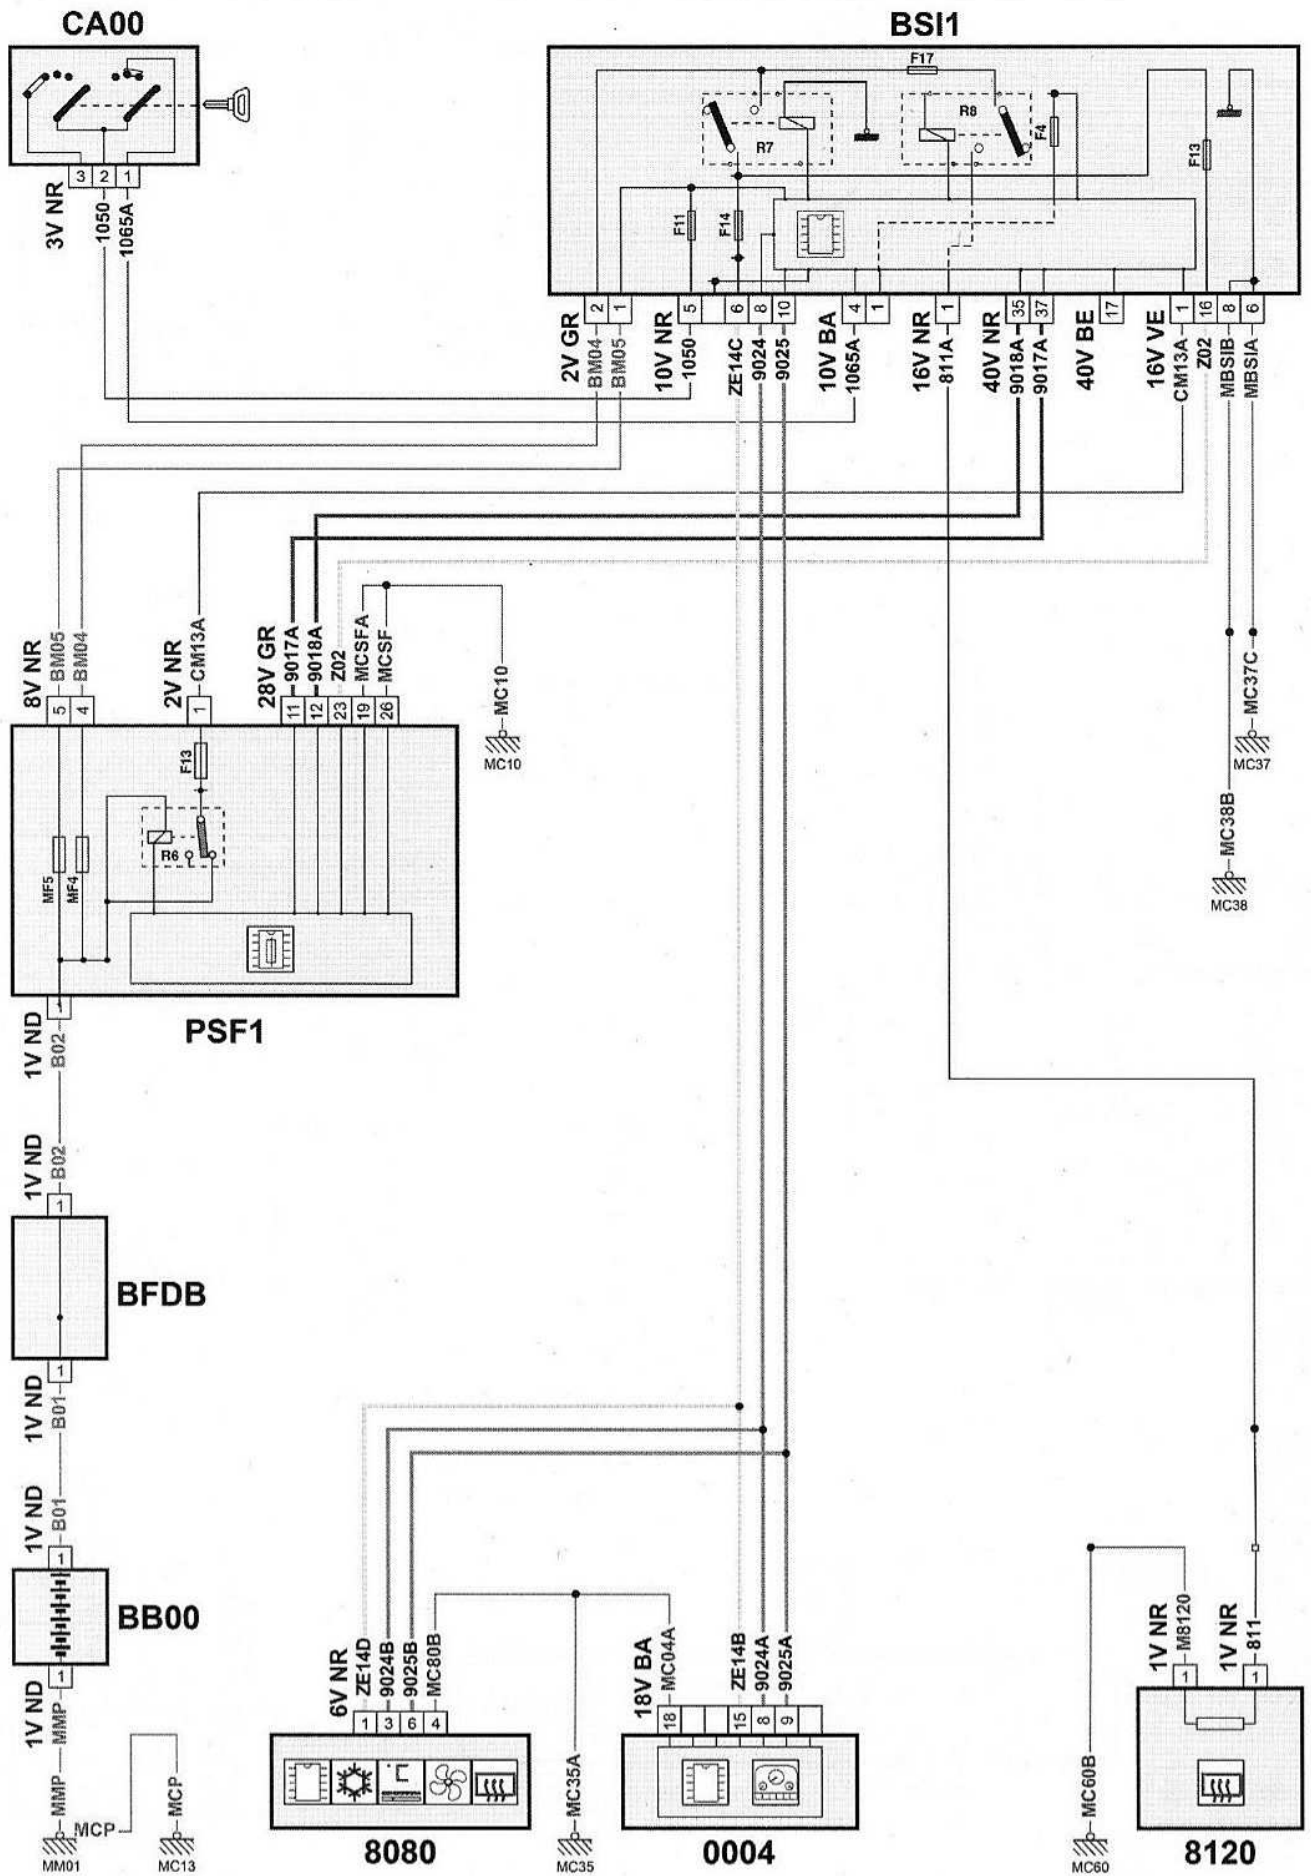 CA00
BSI1
F17
R7
R8
F4
F13
F11
F14
3 2 1
3V NR
1050
1065A
2 1 5 6 8 10 4 1 1 35 37 17 1 16 8 6
2V GR
BM04
BM05
10V NR
1050
ZE14C
9024
9025
10V BA
1065A
16V NR
811A
40V NR
9018A
9017A
40V BE
16V VE
CM13A
Z02
MBSIB
MBSIA
8V NR
BM05
BM04
2V NR
CM13A
28V GR
9017A
9018A
Z02
MCSFA
MCSF
MC10
MC10
MC37C
MC37
MC38B
MC38
5 4 1 11 12 23 19 26
F13
R6
MF5
MF4
1
PSF1
1V ND
B02
1V ND
B02
1
BFDB
1
1V ND
B01
1V ND
B01
1
BB00
1
1V ND
MMP
MMP
MCP
MCP
MM01
MC13
6V NR
ZE14D
9024B
9025B
MC80B
1 3 6 4
8080
MC35A
MC35
18V BA
MC04A
ZE14B
9024A
9025A
18 15 8 9
0004
MC60B
MC60
1V NR
M8120
1V NR
811
1 1
8120